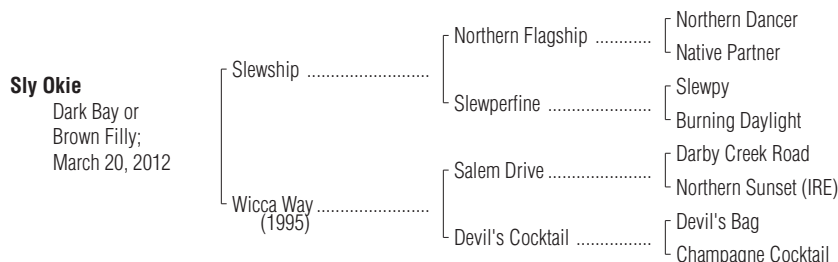 Northern Dancer
Northern Flagship ............
Native Partner
Slewship ........................
Slewpy
Slewperfine .....................
Burning Daylight
Sly Okie
Dark Bay or
Brown Filly;
March 20, 2012
Darby Creek Road
Salem Drive .....................
Northern Sunset (IRE)
Wicca Way ......................
(1995)
Devil's Bag
Devil's Cocktail ................
Champagne Cocktail